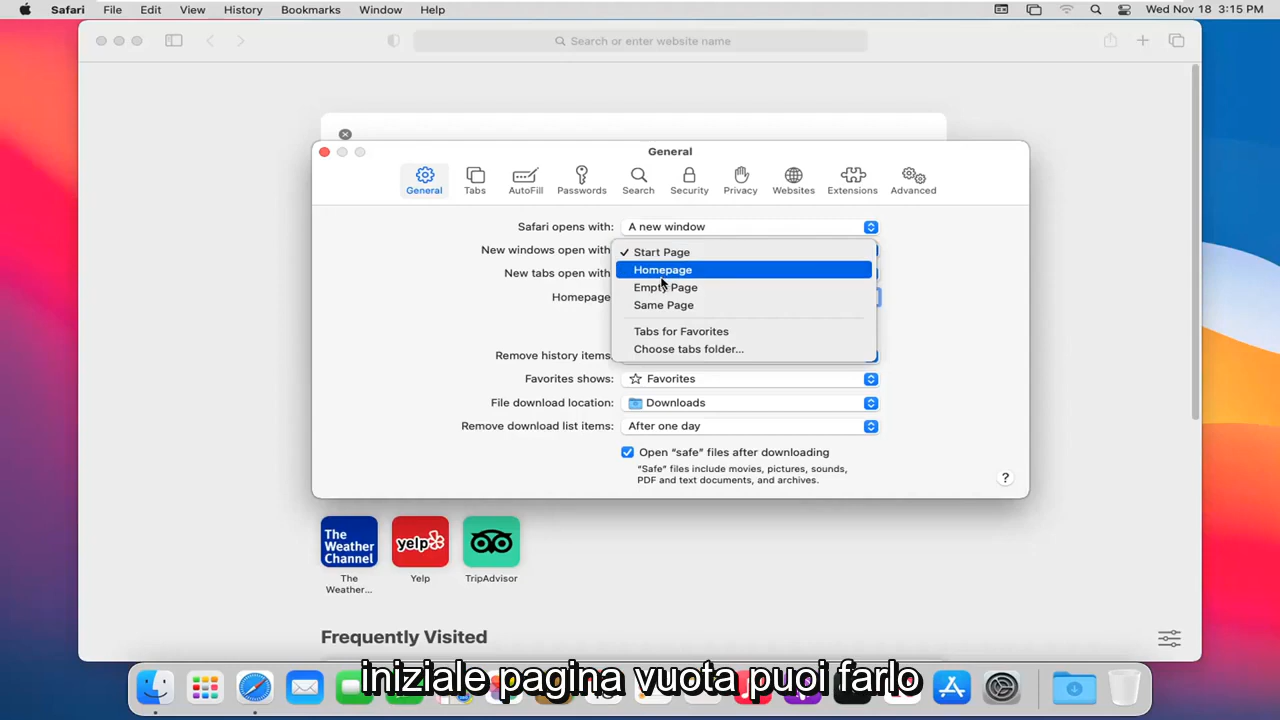 Safari File Edit View History Bookmarks Window Help Wed Nov 18 3:15 PM
Search or enter website name
General
General Tabs AutoFill Passwords Search Security Privacy Websites Extensions Advanced
Safari opens with: A new window
New windows open with
✓ Start Page
Homepage
New tabs open with
Empty Page
Homepage
Same Page
Tabs for Favorites
Choose tabs folder...
Remove history items:
Favorites shows: Favorites
File download location: Downloads
Remove download list items: After one day
Open “safe” files after downloading
“Safe” files include movies, pictures, sounds,
PDF and text documents, and archives.
?
The Weather Channel
yelp
The Weather...
Yelp
TripAdvisor
Frequently Visited
iniziale pagina vuota puoi farlo